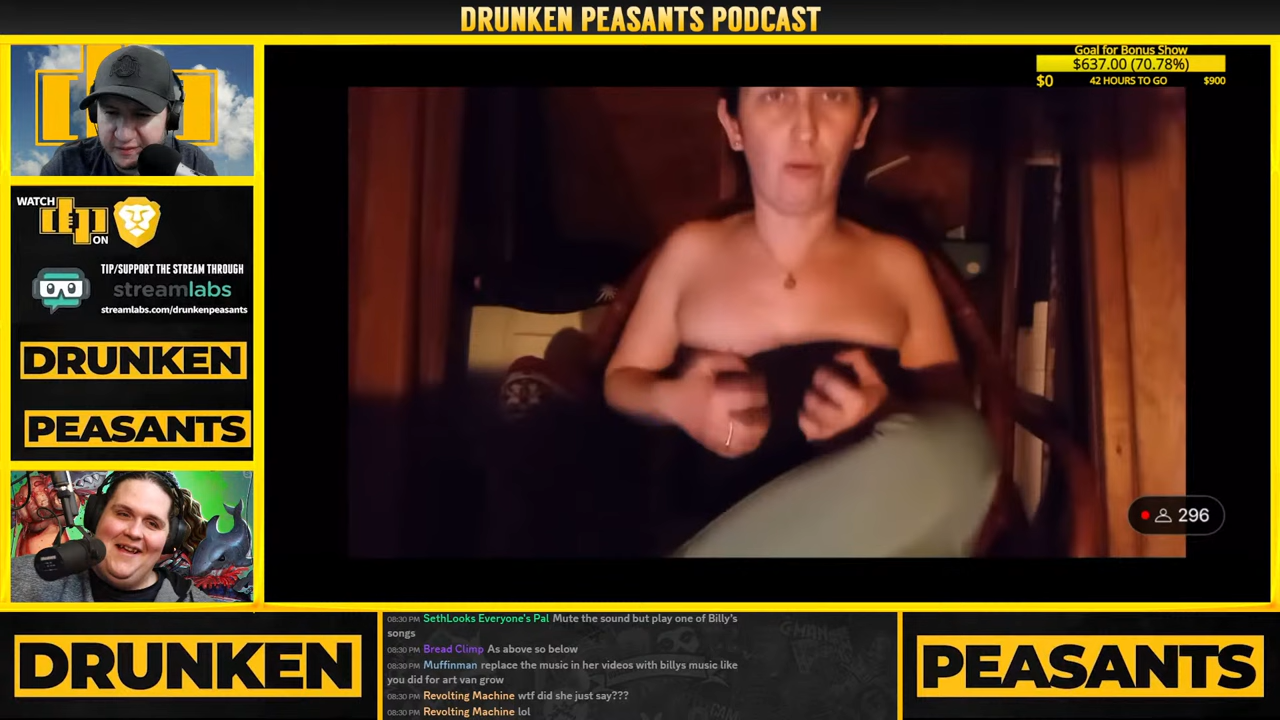 DRUNKEN PEASANTS PODCAST
Goal for Bonus Show
$637.00 (70.78%)
$0 42 HOURS TO GO $900
WATCH
ON
TIP/SUPPORT THE STREAM THROUGH
streamlabs
streamlabs.com/drunkenpeasants
DRUNKEN
PEASANTS
296
08:30 PM SethLooks Everyone's Pal Mute the sound but play one of Billy's
songs
08:30 PM Bread Climp As above so below
08:30 PM Muffinman replace the music in her videos with billys music like
you did for art van grow
08:30 PM Revolting Machine wtf did she just say???
08:30 PM Revolting Machine lol
DRUNKEN
PEASANTS